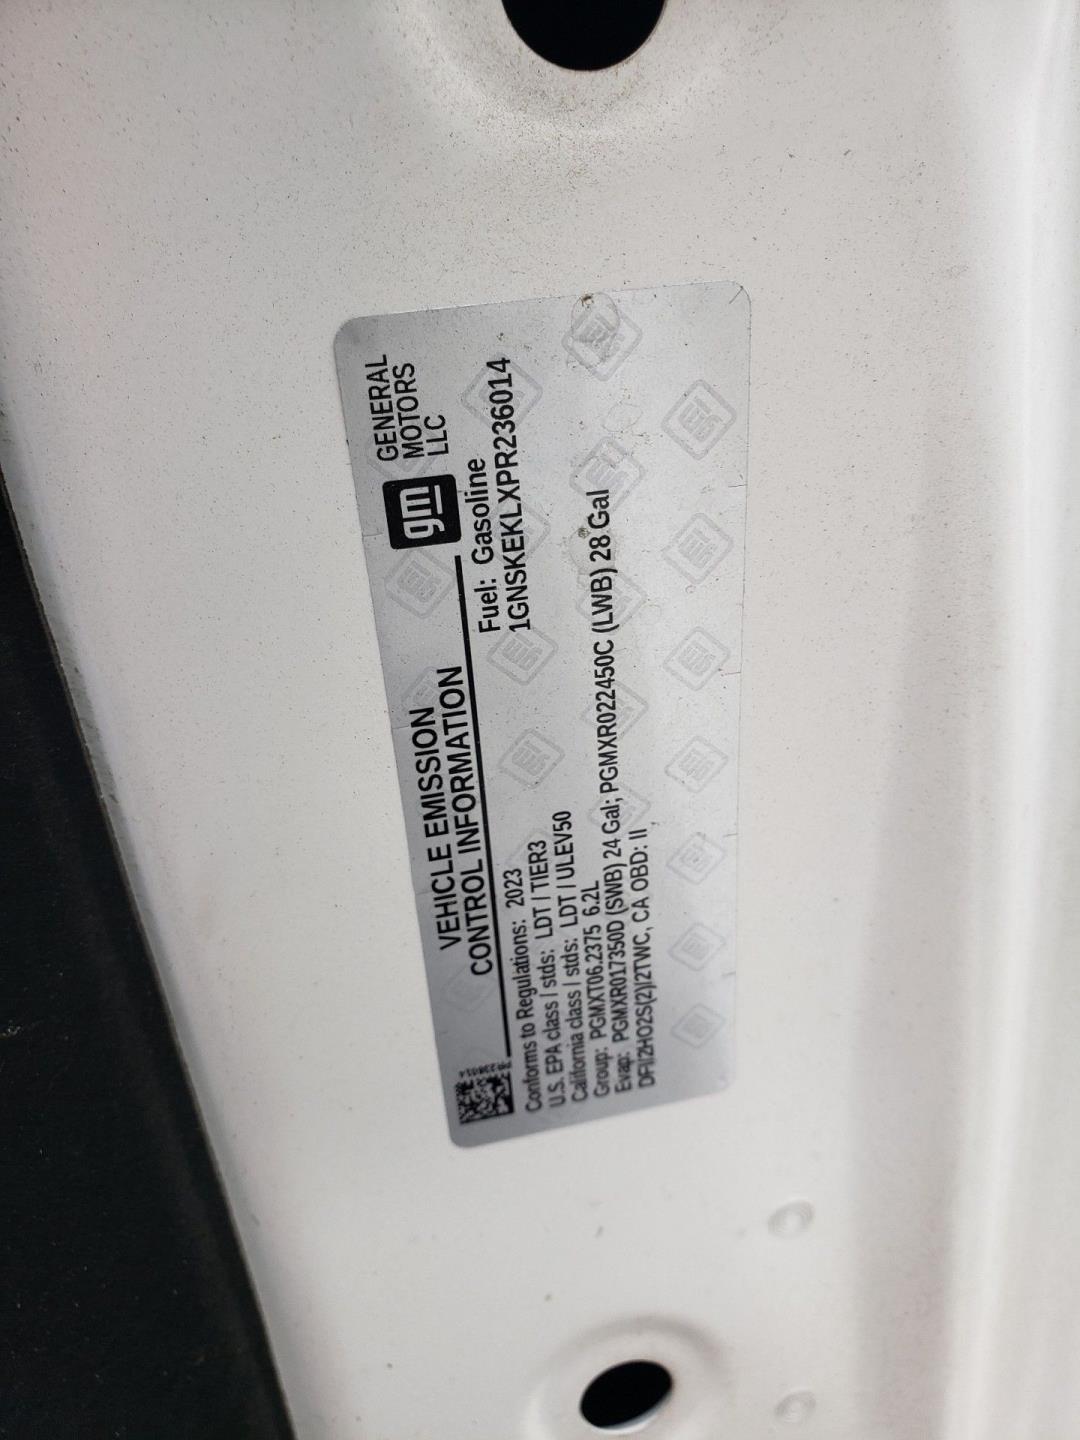 VEHICLE EMISSION
CONTROL INFORMATION
gm
GENERAL
MOTORS
LLC
Conforms to Regulations: 2023
Fuel: Gasoline
U.S. EPA class / stds: LDT / TIER3
1GNSKEKLXPR236014
California class / stds: LDT / ULEV50
Group: PGMXT06.2375 6.2L
Evap: PGMXR017350D (SWB) 24 Gal; PGMXR022450C (LWB) 28 Gal
DFI/2HO2S(2)/2TWC, CA OBD: II